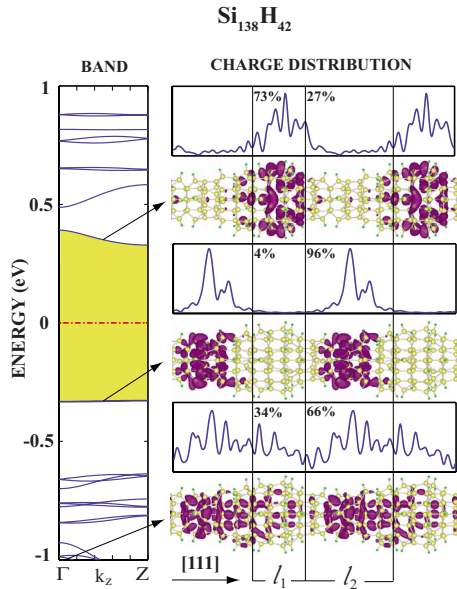 Si138H42
BAND
CHARGE DISTRIBUTION
ENERGY (eV)
1
0.5
0
-0.5
-1
Γ
kz
Z
73%
27%
4%
96%
34%
66%
[111]
l1
l2